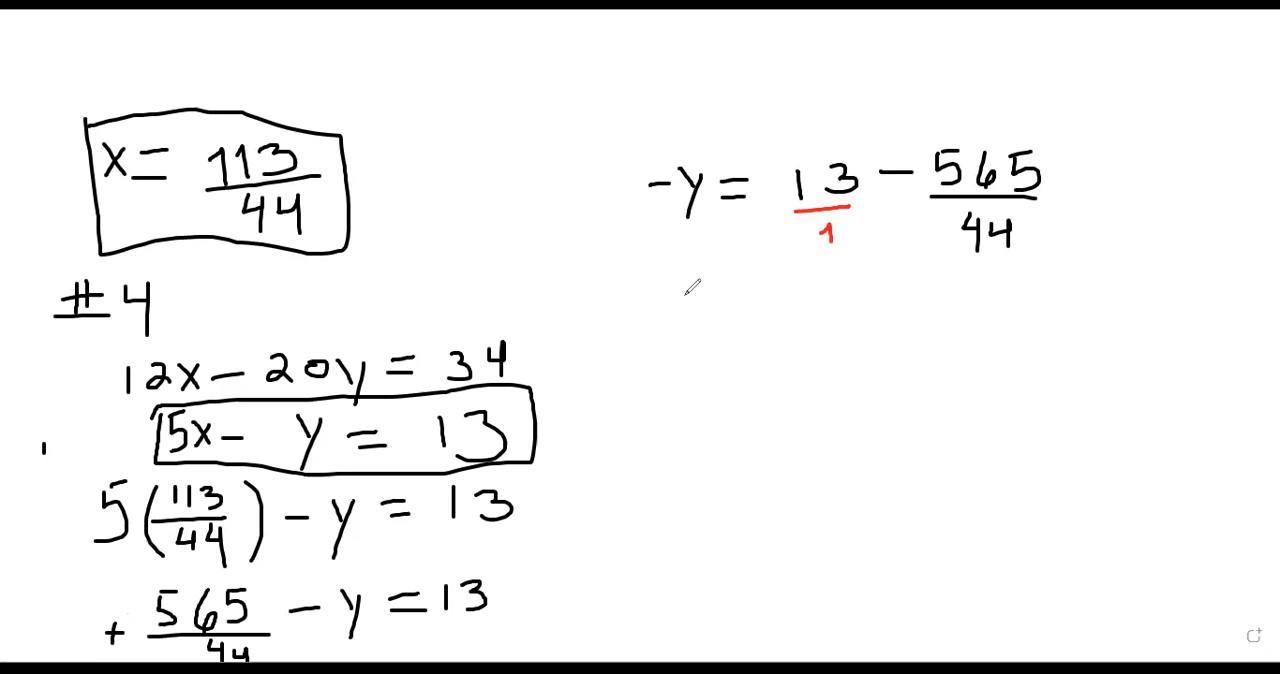 x = 113/44
#4
12x - 20y = 34
5x - y = 13
5(113/44) - y = 13
+ 565/44 - y = 13
-y = 13/1 - 565/44